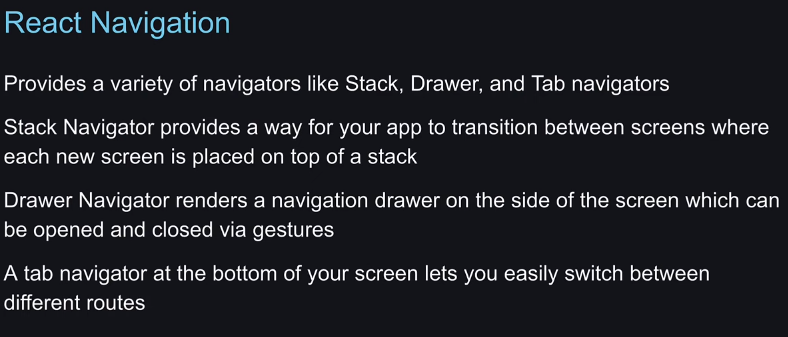 React Navigation
Provides a variety of navigators like Stack, Drawer, and Tab navigators
Stack Navigator provides a way for your app to transition between screens where
each new screen is placed on top of a stack
Drawer Navigator renders a navigation drawer on the side of the screen which can
be opened and closed via gestures
A tab navigator at the bottom of your screen lets you easily switch between
different routes